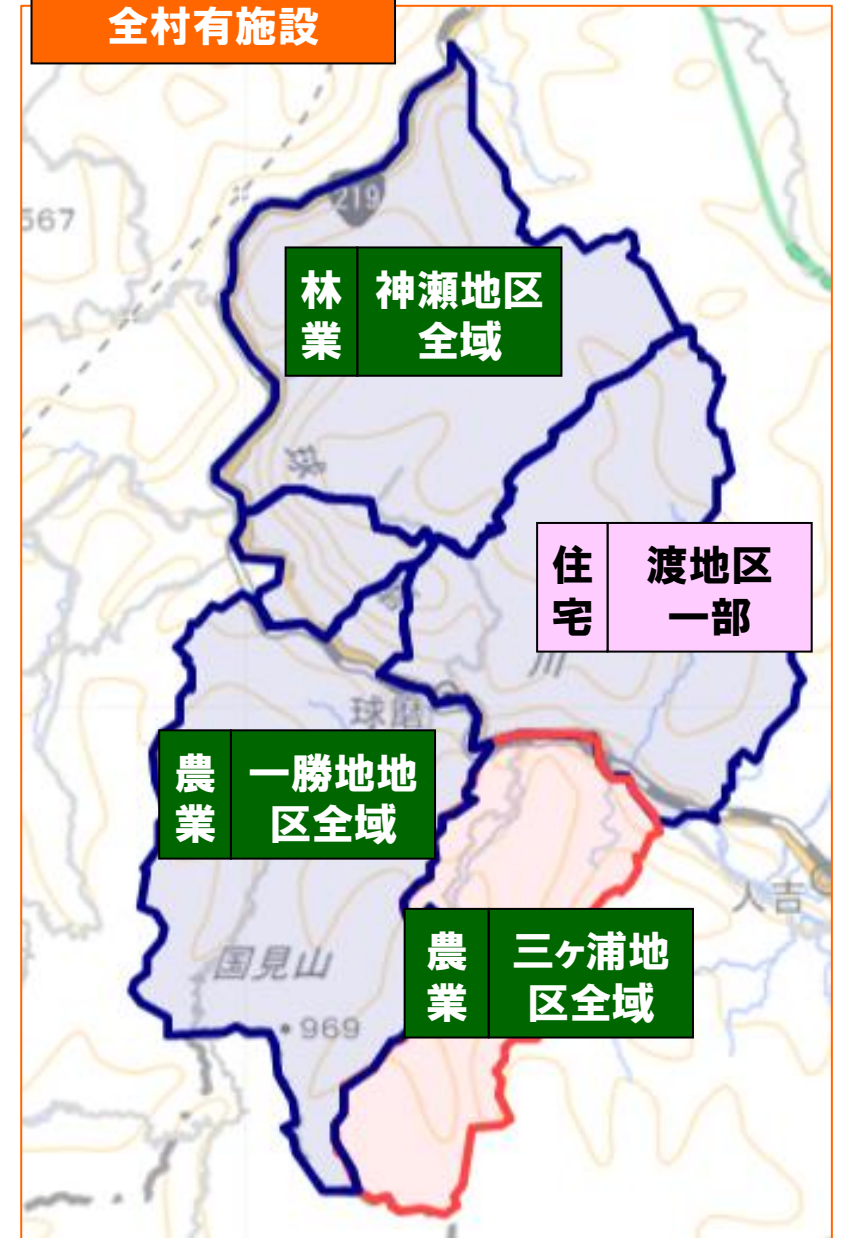 全村有施設
219
567
林業
神瀬地区
全域
球
住宅
渡地区
一部
川
球磨
農業
一勝地地
区全域
人吉
農業
三ヶ浦地
区全域
国見山
・969